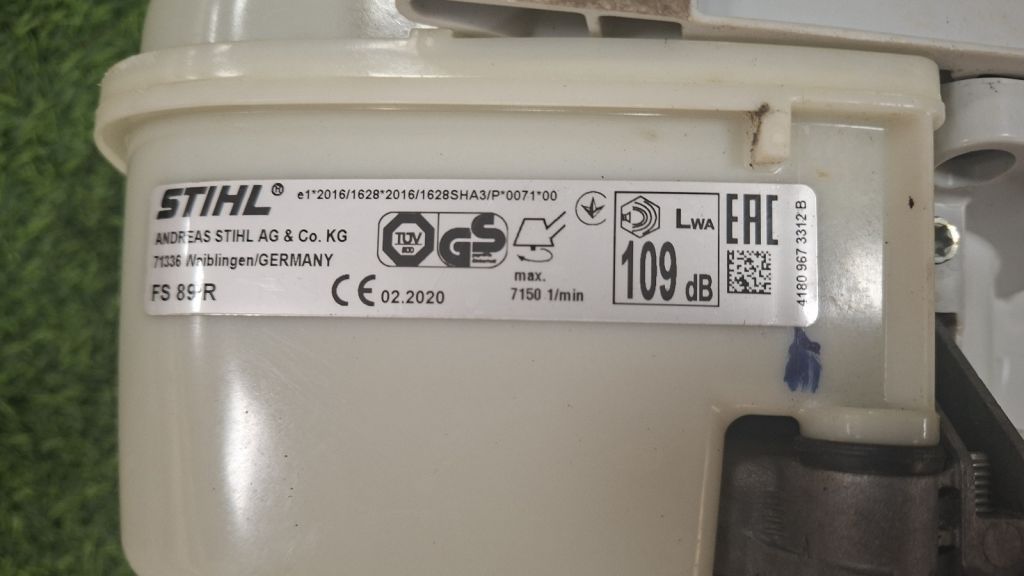 STIHL® e1*2016/1628*2016/1628SHA3/P*0071*00
ANDREAS STIHL AG & Co. KG
71336 Waiblingen/GERMANY
FS 89 R
CE 02.2020
TÜV
GS
max.
7150 1/min
LWA
109 dB
EAC
4180 967 3312 B